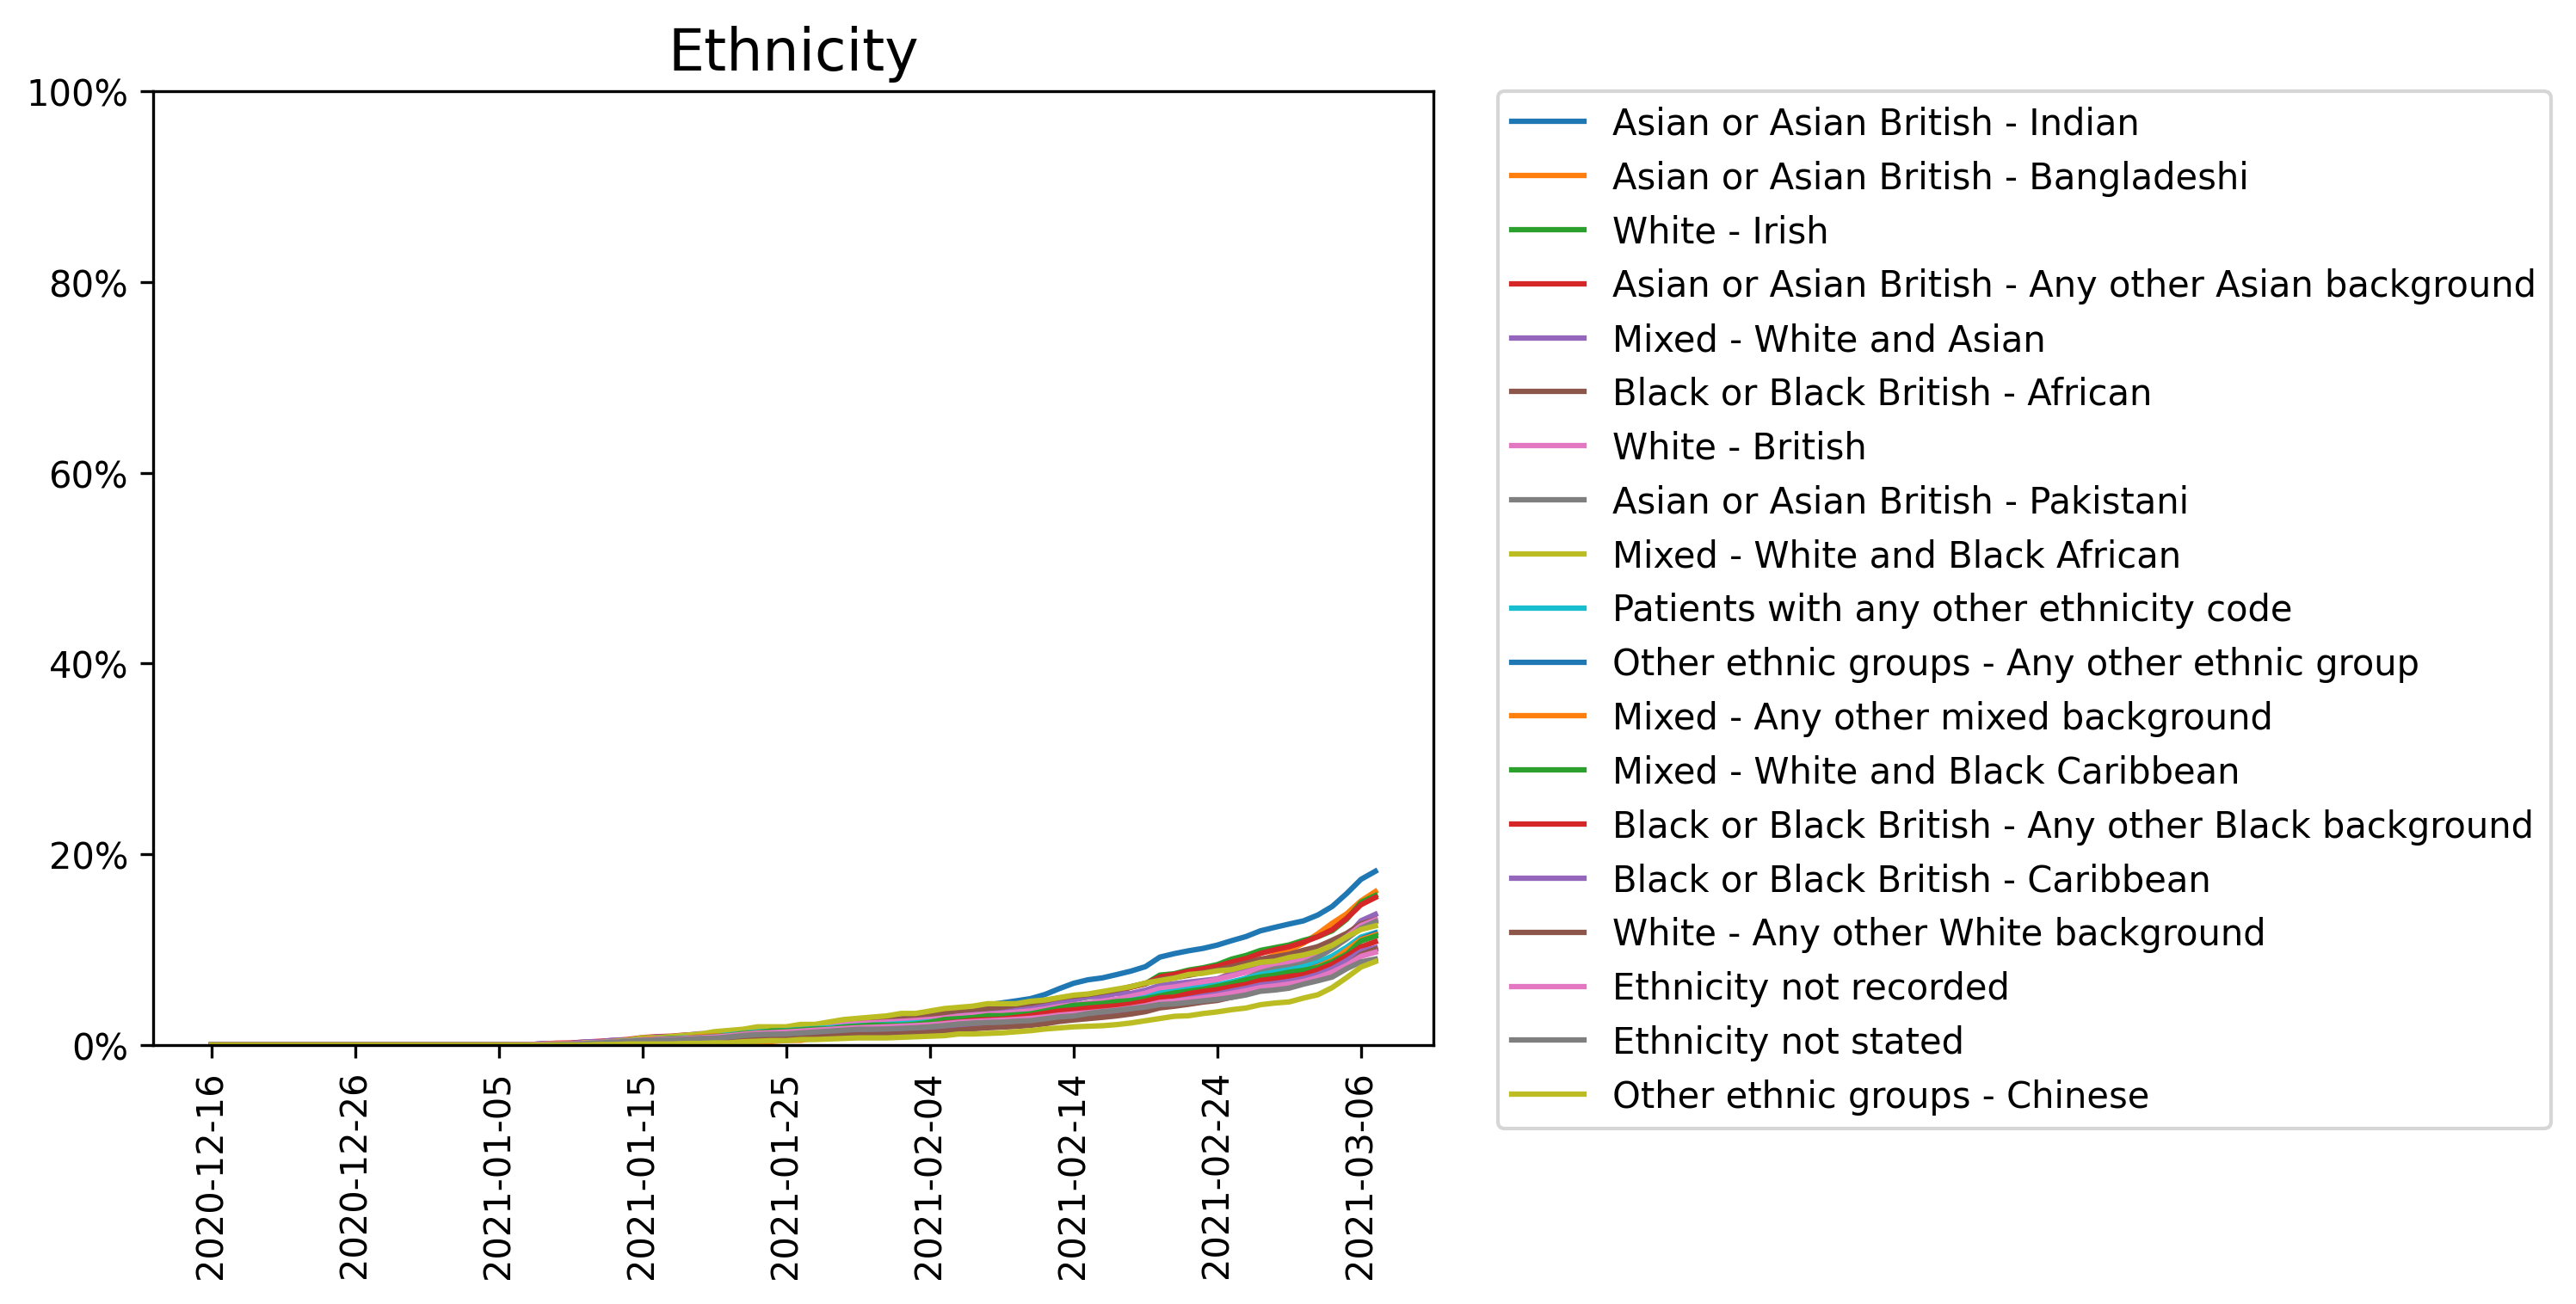 Ethnicity
100%
80%
60%
40%
20%
0%
2020-12-16
2020-12-26
2021-01-05
2021-01-15
2021-01-25
2021-02-04
2021-02-14
2021-02-24
2021-03-06
Asian or Asian British - Indian
Asian or Asian British - Bangladeshi
White - Irish
Asian or Asian British - Any other Asian background
Mixed - White and Asian
Black or Black British - African
White - British
Asian or Asian British - Pakistani
Mixed - White and Black African
Patients with any other ethnicity code
Other ethnic groups - Any other ethnic group
Mixed - Any other mixed background
Mixed - White and Black Caribbean
Black or Black British - Any other Black background
Black or Black British - Caribbean
White - Any other White background
Ethnicity not recorded
Ethnicity not stated
Other ethnic groups - Chinese